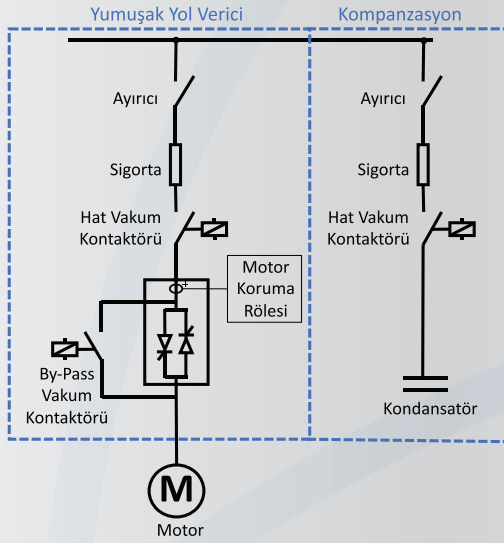 Yumuşak Yol Verici
Kompanzasyon
Ayırıcı
Ayırıcı
Sigorta
Sigorta
Hat Vakum
Kontaktörü
Hat Vakum
Kontaktörü
Motor
Koruma
Rölesi
+
By-Pass
Vakum
Kontaktörü
Kondansatör
M
Motor